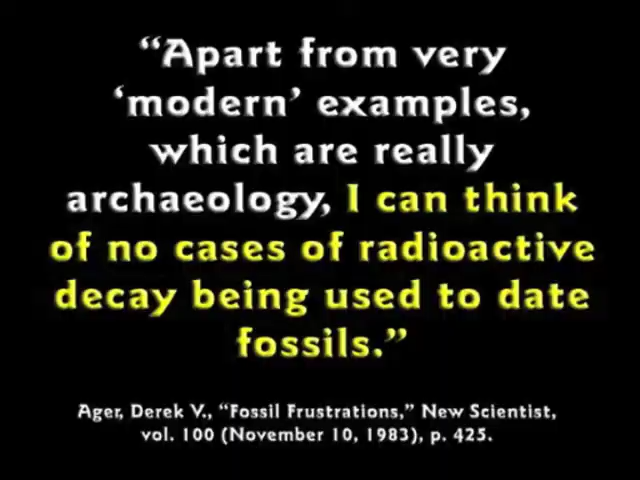 “Apart from very
‘modern’ examples,
which are really
archaeology, I can think
of no cases of radioactive
decay being used to date
fossils.”
Ager, Derek V., “Fossil Frustrations,” New Scientist,
vol. 100 (November 10, 1983), p. 425.